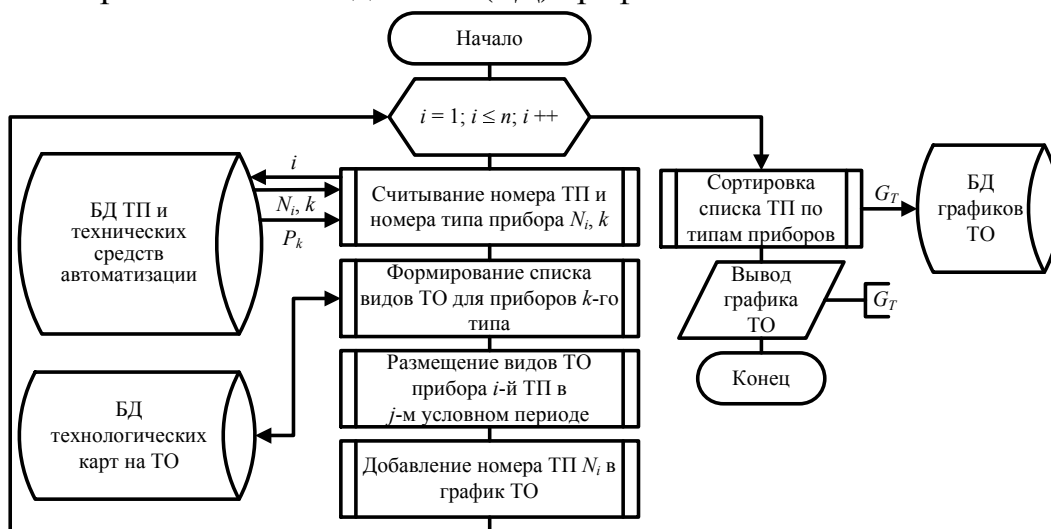 Начало
i = 1; i ≤ n; i ++
i
N_i, k
P_k
БД ТП и
технических
средств
автоматизации
Считывание номера ТП и
номера типа прибора N_i, k
Формирование списка
видов ТО для приборов k-го
типа
Размещение видов ТО
прибора i-й ТП в
j-м условном периоде
БД
технологических
карт на ТО
Добавление номера ТП N_i в
график ТО
Сортировка
списка ТП по
типам приборов
G_T
БД
графиков
ТО
Вывод
графика
ТО
G_T
Конец